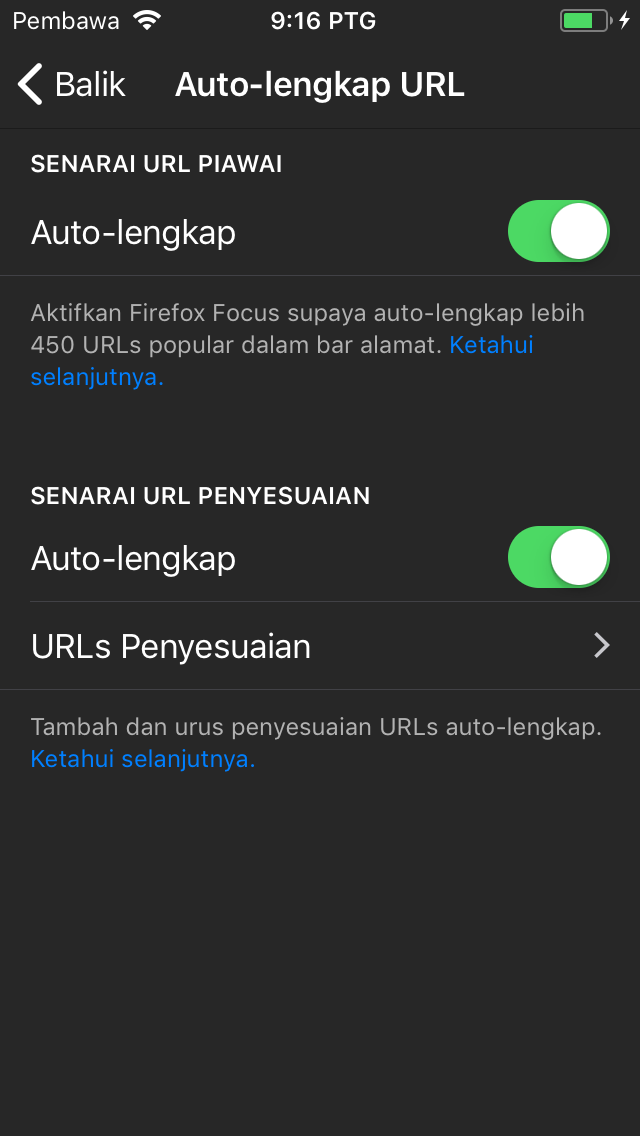 Pembawa 9:16 PTG
Balik Auto-lengkap URL
SENARAI URL PIAWAI
Auto-lengkap
Aktifkan Firefox Focus supaya auto-lengkap lebih
450 URLs popular dalam bar alamat. Ketahui
selanjutnya.
SENARAI URL PENYESUAIAN
Auto-lengkap
URLs Penyesuaian
Tambah dan urus penyesuaian URLs auto-lengkap.
Ketahui selanjutnya.